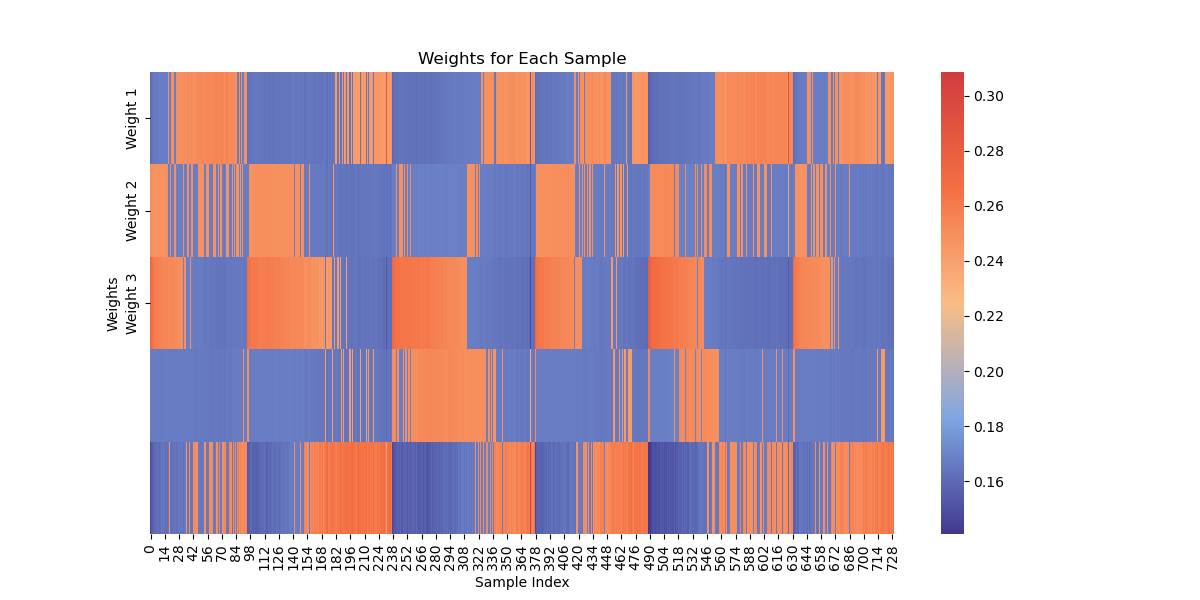 Weights for Each Sample
Weights
Weight 1
Weight 2
Weight 3
0.30
0.28
0.26
0.24
0.22
0.20
0.18
0.16
0 14 28 42 56 70 84 98 112 126 140 154 168 182 196 210 224 238 252 266 280 294 308 322 336 350 364 378 392 406 420 434 448 462 476 490 504 518 532 546 560 574 588 602 616 630 644 658 672 686 700 714 728
Sample Index